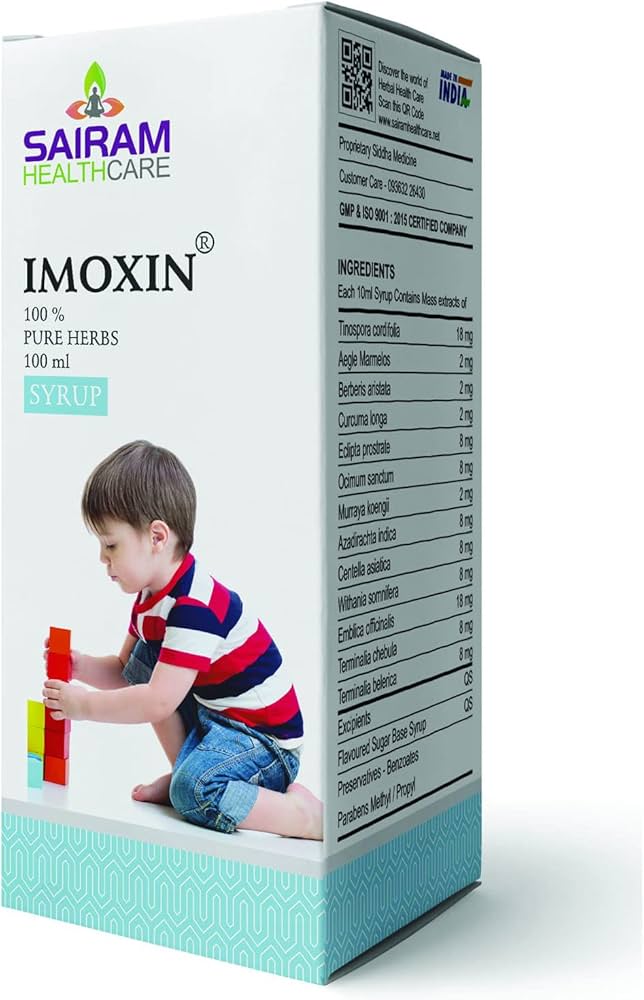 SAIRAM
HEALTHCARE
IMOXIN®
100 %
PURE HERBS
100 ml
SYRUP
Discover the world of
Herbal Health Care
Scan this QR Code
www.sairamhealthcare.net
MADE IN
INDIA
Proprietary Siddha Medicine
Customer Care - 093632 26430
GMP & ISO 9001 : 2015 CERTIFIED COMPANY
INGREDIENTS
Each 10ml Syrup Contains Mass extracts of
Tinospora cordifolia 18 mg
Aegle Marmelos 2 mg
Berberis aristata 2 mg
Curcuma longa 2 mg
Eclipta prostrate 8 mg
Ocimum sanctum 8 mg
Murraya koengii 2 mg
Azadirachta indica 8 mg
Centella asiatica 8 mg
Withania somnifera 8 mg
Emblica officinalis 18 mg
Terminalia chebula 8 mg
Terminalia belerica 8 mg
Excipients QS
Flavoured Sugar Base Syrup QS
Preservatives - Benzoates
Parabens Methyl / Propyl